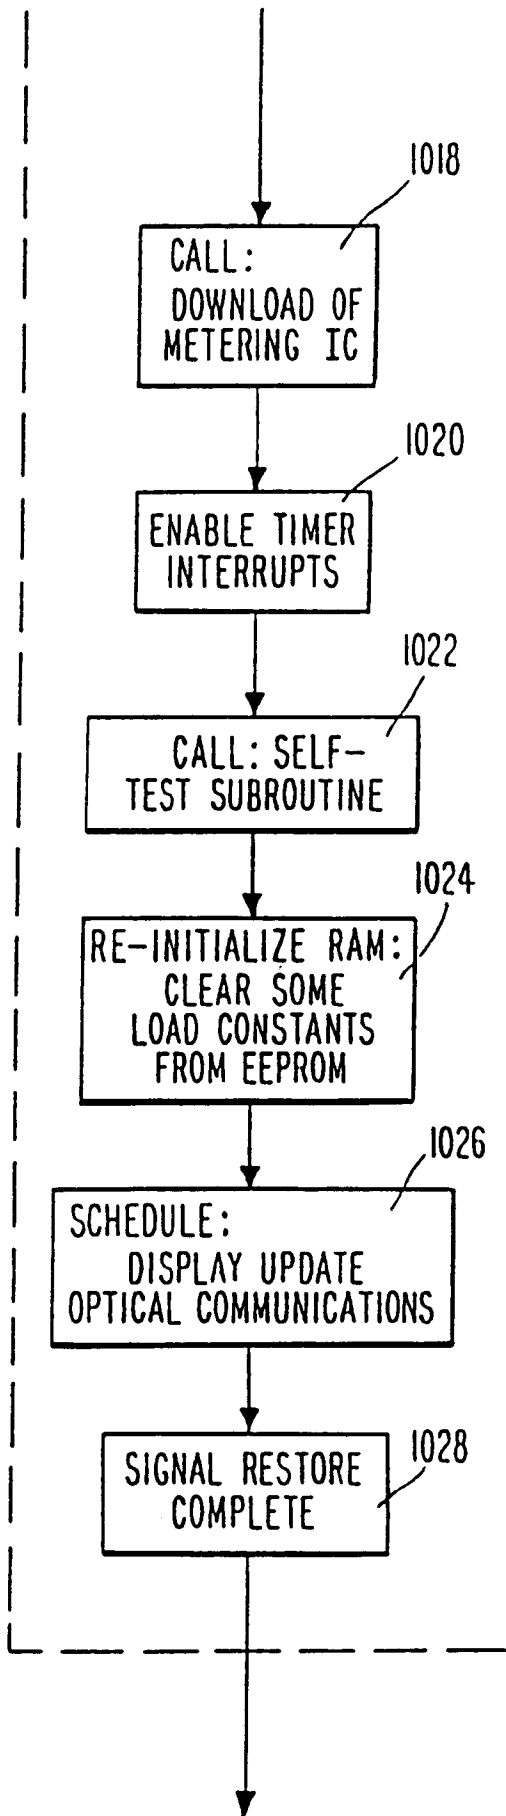 1018
CALL:
DOWNLOAD OF
METERING IC
1020
ENABLE TIMER
INTERRUPTS
1022
CALL: SELF-
TEST SUBROUTINE
1024
RE-INITIALIZE RAM:
CLEAR SOME
LOAD CONSTANTS
FROM EEPROM
1026
SCHEDULE:
DISPLAY UPDATE
OPTICAL COMMUNICATIONS
1028
SIGNAL RESTORE
COMPLETE